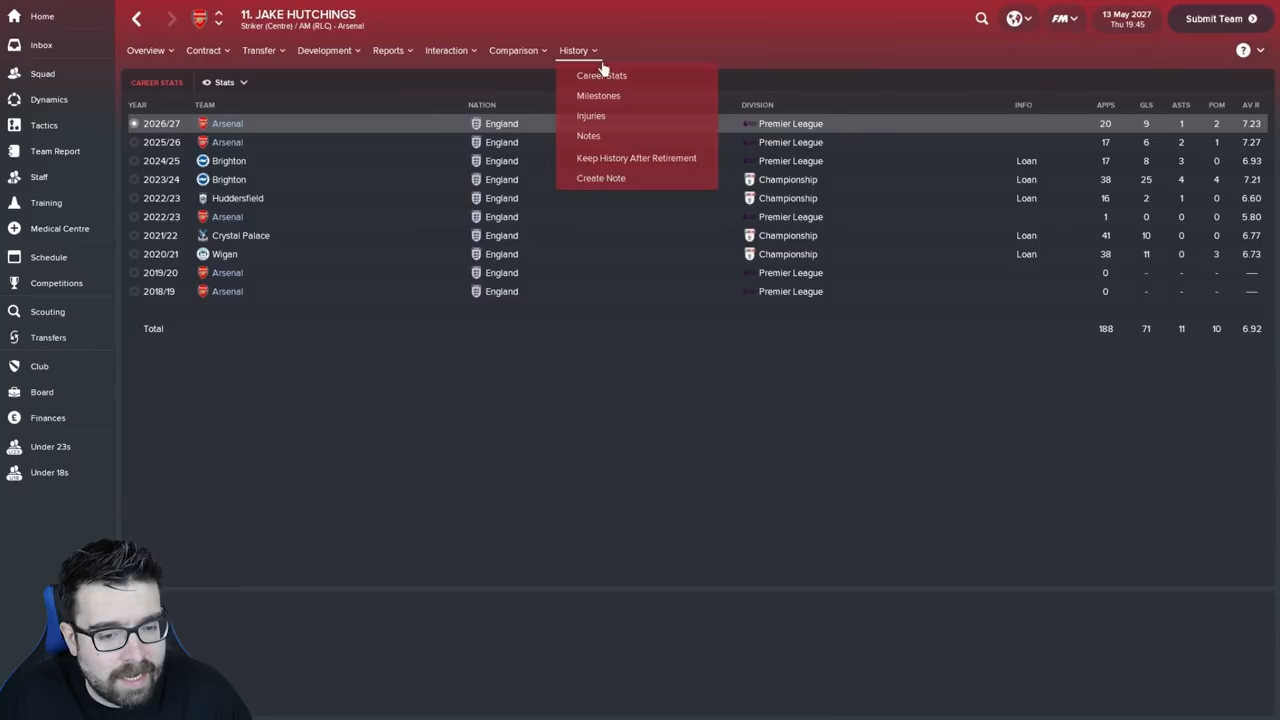 Home
11. JAKE HUTCHINGS
Striker (Centre) / AM (RLC) - Arsenal
FM
13 May 2027
Thu 19:45
Submit Team
Inbox
Overview Contract Transfer Development Reports Interaction Comparison History
?
Squad
Dynamics
Tactics
Team Report
Staff
Training
Medical Centre
Schedule
Competitions
Scouting
Transfers
Club
Board
Finances
Under 23s
Under 18s
Career Stats
Milestones
Injuries
Notes
Keep History After Retirement
Create Note
CAREER STATS Stats
YEAR TEAM NATION DIVISION INFO APPS GLS ASTS POM AV R
2026/27 Arsenal England Premier League 20 9 1 2 7.23
2025/26 Arsenal England Premier League 17 6 2 1 7.27
2024/25 Brighton England Premier League Loan 17 8 3 0 6.93
2023/24 Brighton England Championship Loan 38 25 4 4 7.21
2022/23 Huddersfield England Championship Loan 16 2 1 0 6.60
2022/23 Arsenal England Premier League 1 0 0 0 5.80
2021/22 Crystal Palace England Championship Loan 41 10 0 0 6.77
2020/21 Wigan England Championship Loan 38 11 0 3 6.73
2019/20 Arsenal England Premier League 0 - - - —
2018/19 Arsenal England Premier League 0 - - - —
Total 188 71 11 10 6.92